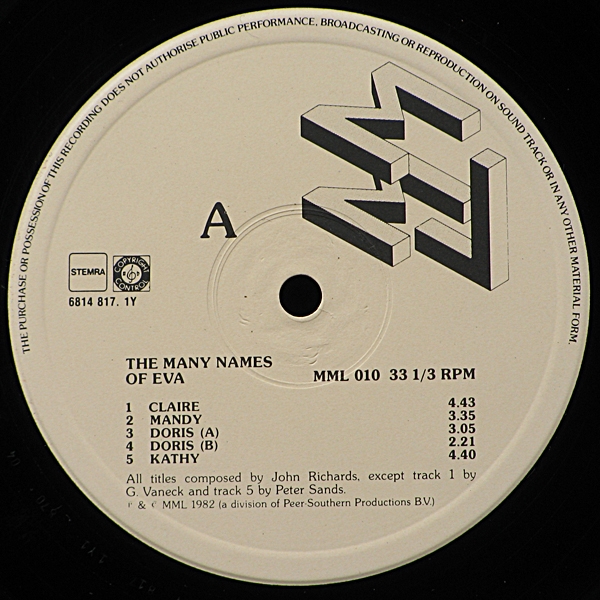 THE PURCHASE OR POSSESSION OF THIS RECORDING DOES NOT AUTHORISE PUBLIC PERFORMANCE, BROADCASTING OR REPRODUCTION ON SOUND TRACK OR IN ANY OTHER MATERIAL FORM.
MML
A
STEMRA
COPYRIGHT CONTROL
6814 817. 1Y
THE MANY NAMES
OF EVA MML 010 33 1/3 RPM
1 CLAIRE 4.43
2 MANDY 3.35
3 DORIS (A) 3.05
4 DORIS (B) 2.21
5 KATHY 4.40
All titles composed by John Richards, except track 1 by
G. Vaneck and track 5 by Peter Sands.
℗ & © MML 1982 (a division of Peer-Southern Productions B.V.)